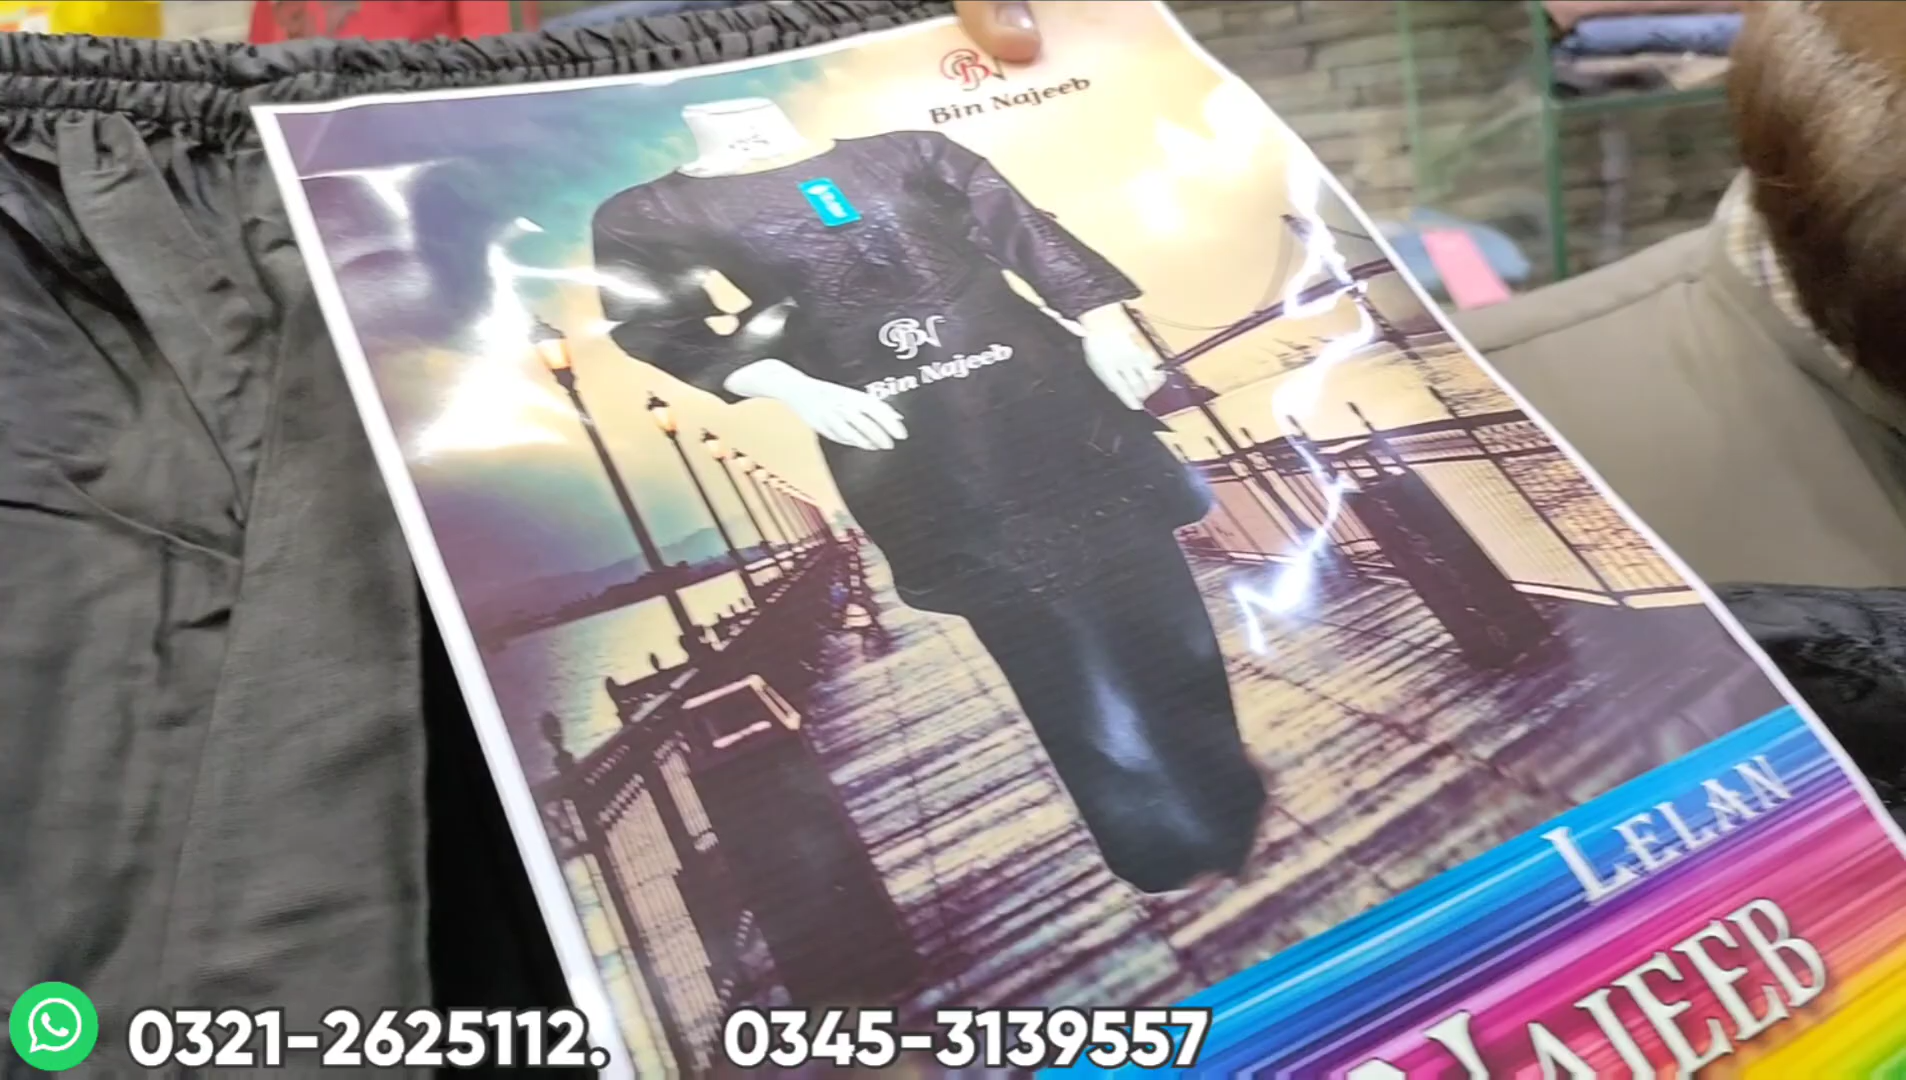 Bin Najeeb
Bin Najeeb
LELAN
NAJEEB
0321-2625112.
0345-3139557